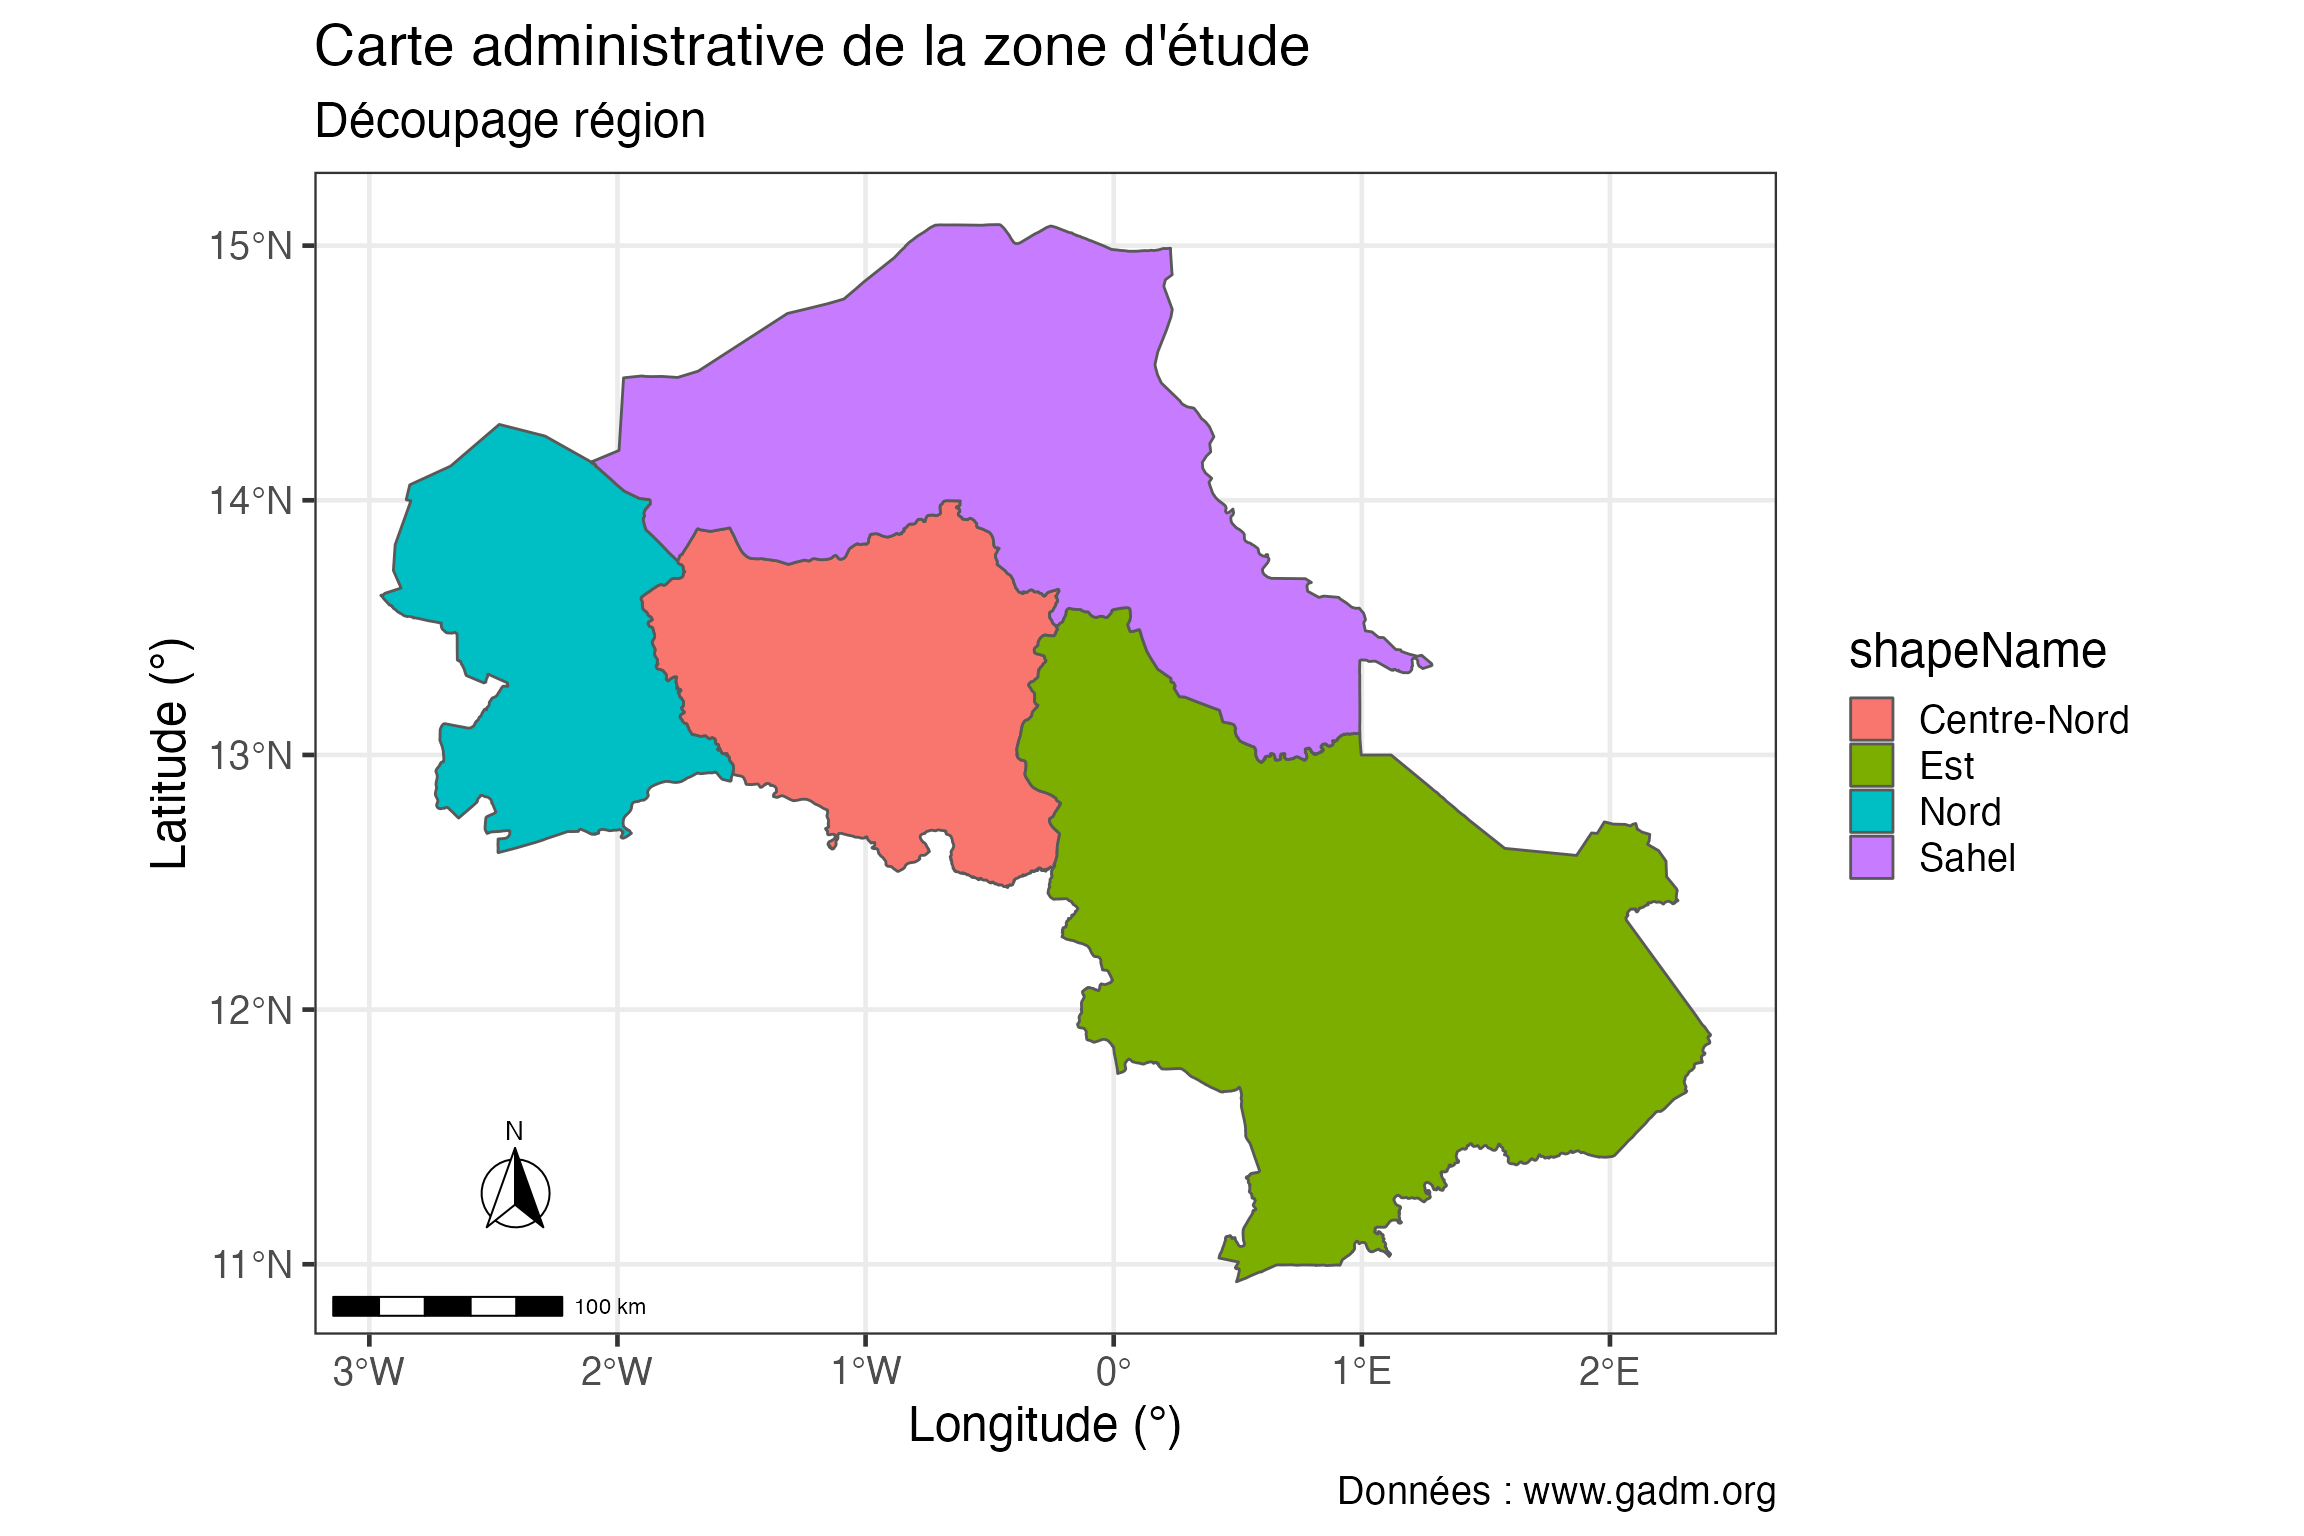 Carte administrative de la zone d'étude
Découpage région
15°N
14°N
13°N
12°N
11°N
Latitude (°)
N
100 km
3°W
2°W
1°W
0°
1°E
2°E
Longitude (°)
shapeName
Centre-Nord
Est
Nord
Sahel
Données : www.gadm.org